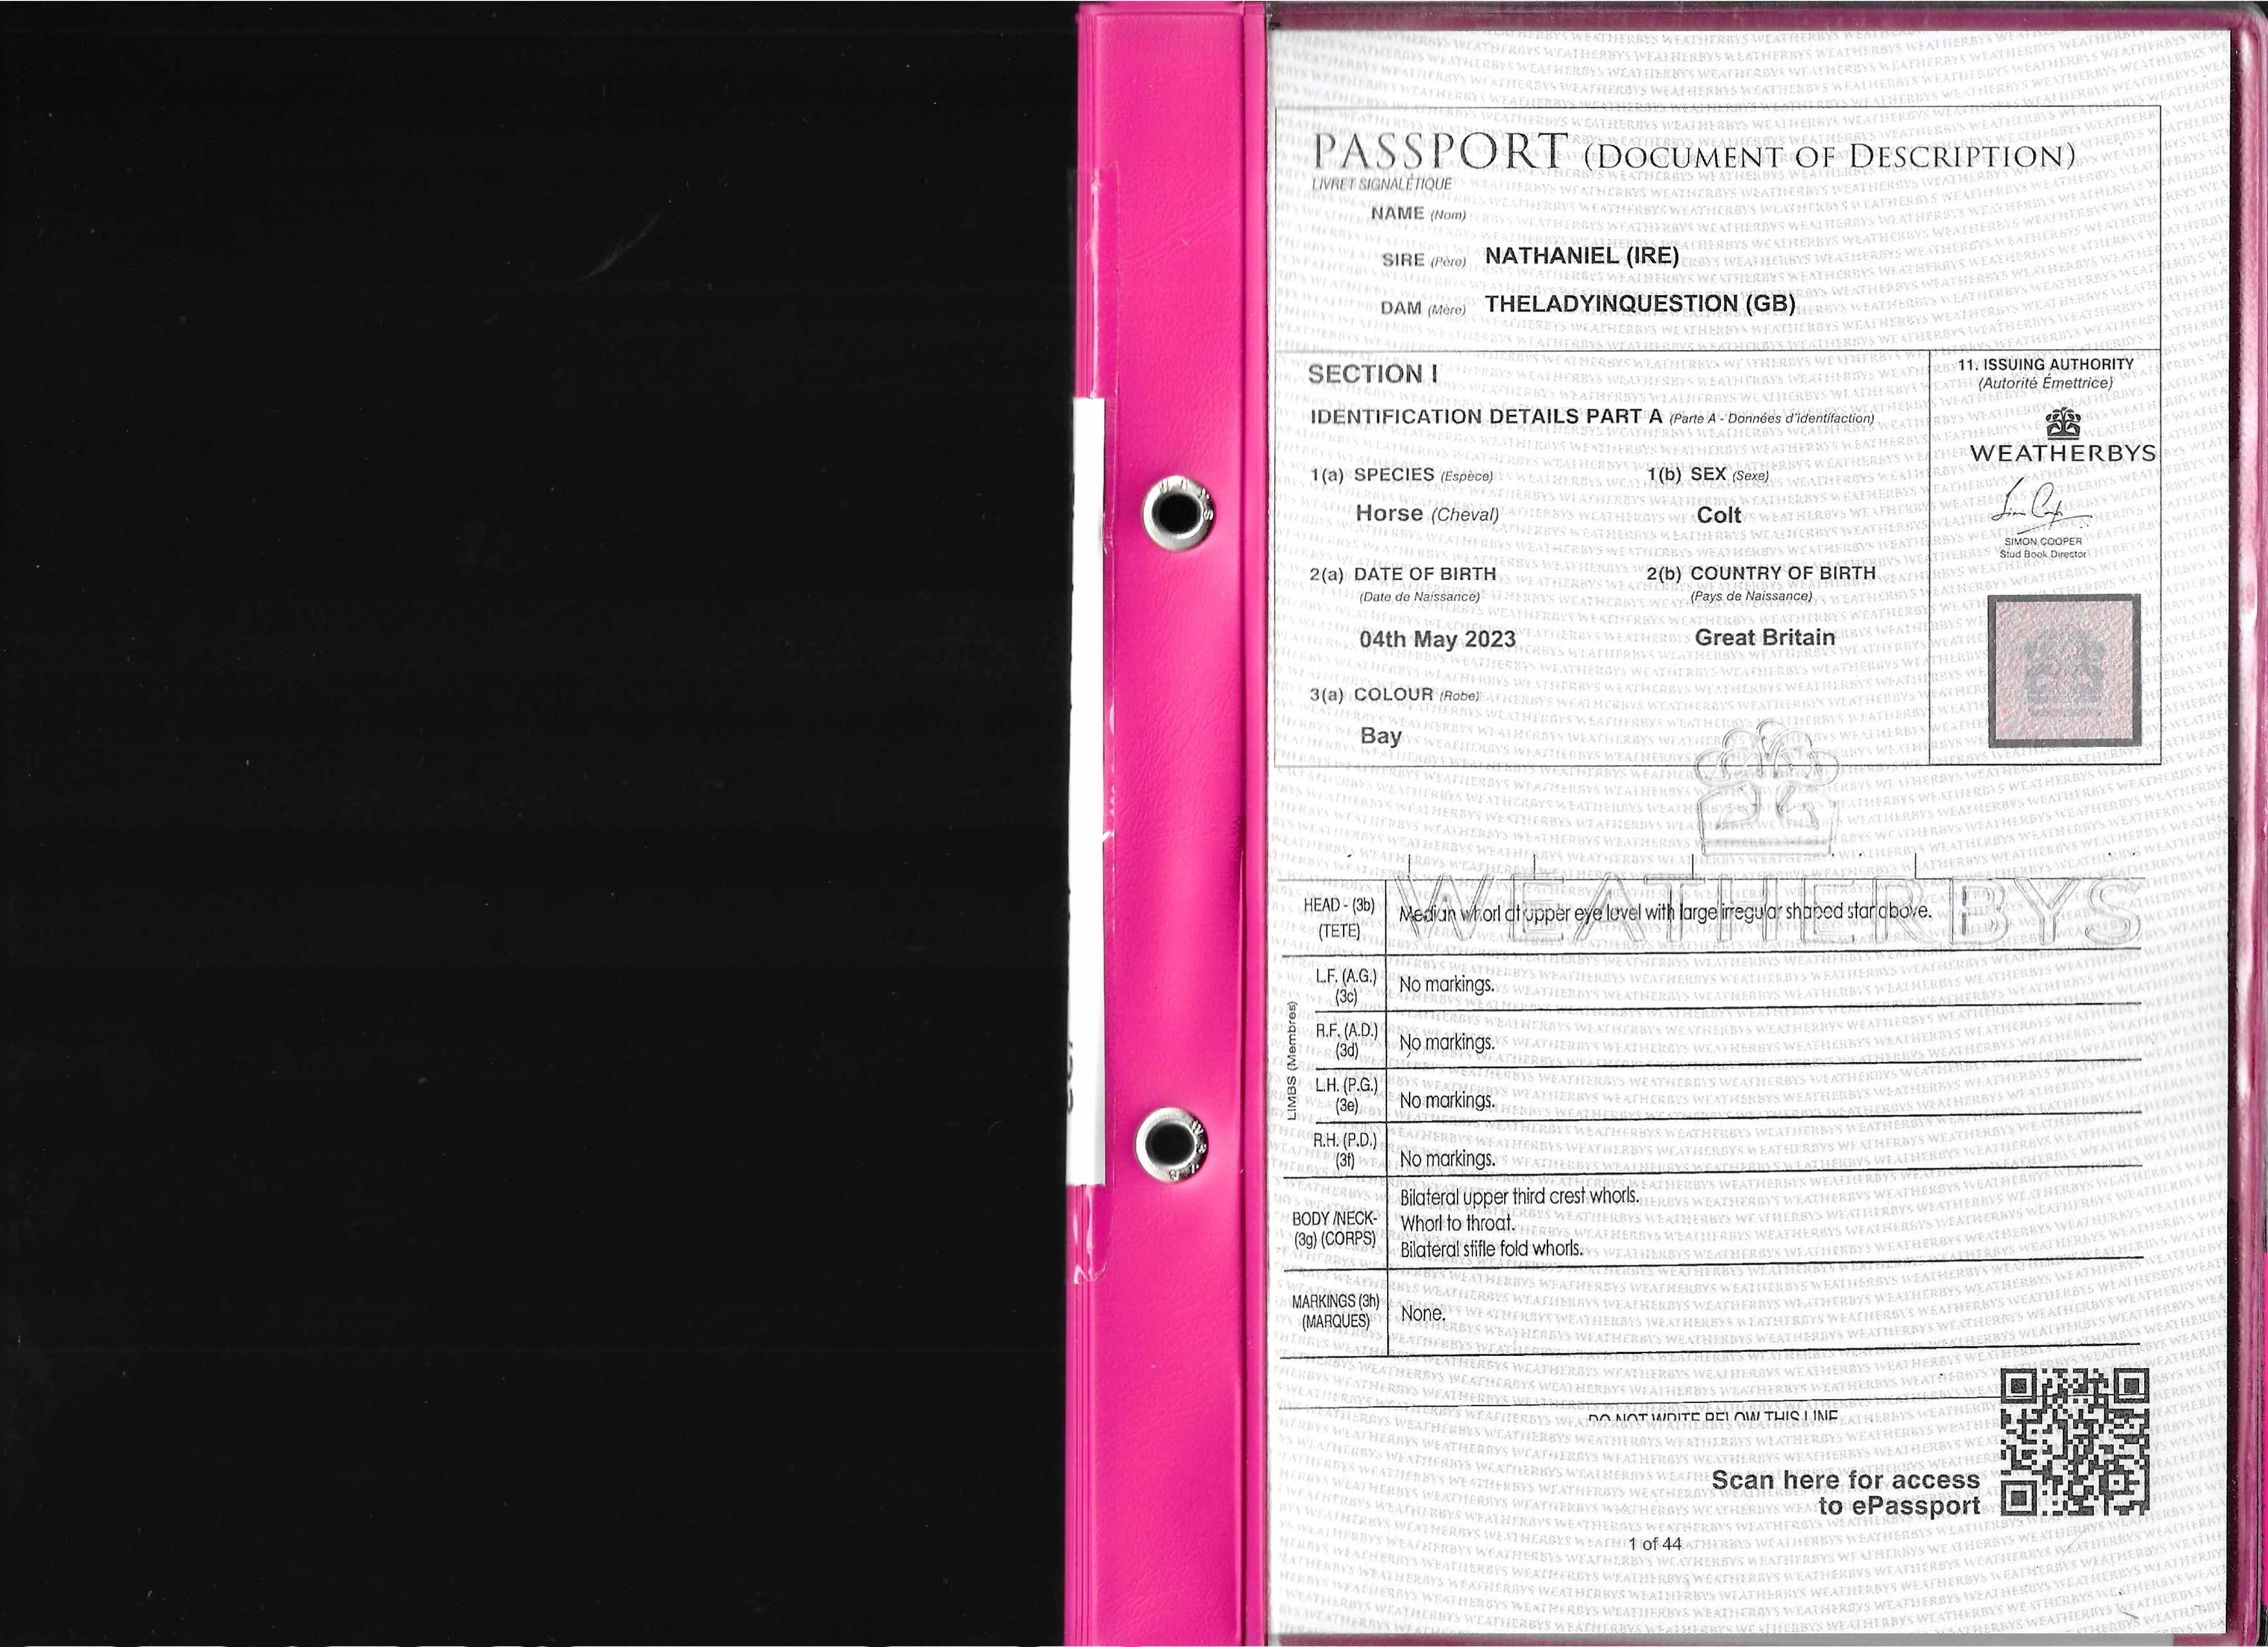 PASSPORT (DOCUMENT OF DESCRIPTION)
LIVRET SIGNALÉTIQUE
NAME (Nom)
SIRE (Père) NATHANIEL (IRE)
DAM (Mère) THELADYINQUESTION (GB)
SECTION I
IDENTIFICATION DETAILS PART A (Parte A - Données d'identifaction)
1(a) SPECIES (Espèce) 1(b) SEX (Sexe)
Horse (Cheval) Colt
2(a) DATE OF BIRTH 2(b) COUNTRY OF BIRTH
(Date de Naissance) (Pays de Naissance)
04th May 2023 Great Britain
3(a) COLOUR (Robe)
Bay
11. ISSUING AUTHORITY
(Autorité Émettrice)
WEATHERBYS
SIMON COOPER
Stud Book Director
WEATHERBYS
HEAD - (3b)
(TETE)
Median whorl at upper eye level with large irregular shaped star above.
LIMBS (Membres)
L.F. (A.G.)
(3c)
No markings.
R.F. (A.D.)
(3d)
No markings.
L.H. (P.G.)
(3e)
No markings.
R.H. (P.D.)
(3f)
No markings.
BODY /NECK-
(3g) (CORPS)
Bilateral upper third crest whorls.
Whorl to throat.
Bilateral stifle fold whorls.
MARKINGS (3h)
(MARQUES)
None.
DO NOT WRITE BELOW THIS LINE
Scan here for access
to ePassport
1 of 44